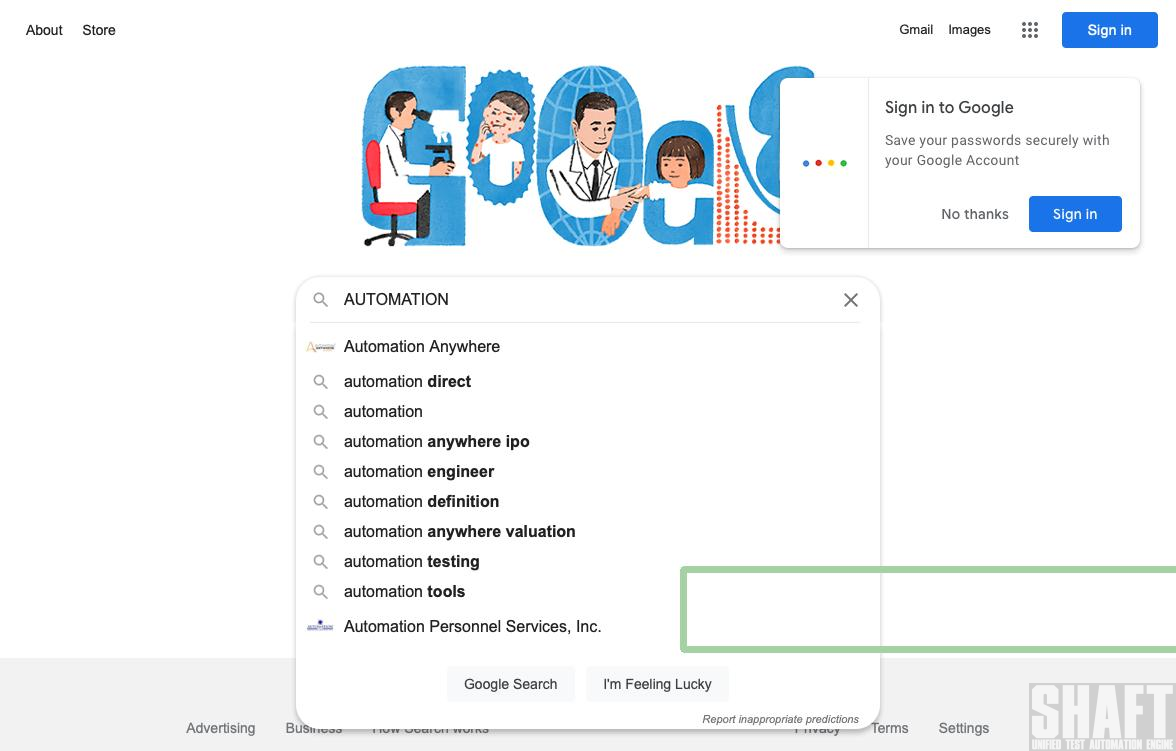 About Store
Gmail Images Sign in
Sign in to Google
Save your passwords securely with
your Google Account
No thanks Sign in
AUTOMATION
Automation Anywhere
automation direct
automation
automation anywhere ipo
automation engineer
automation definition
automation anywhere valuation
automation testing
automation tools
Automation Personnel Services, Inc.
Google Search I'm Feeling Lucky
Report inappropriate predictions
Advertising Business How Search works Privacy Terms Settings
SHAFT
UNIFIED TEST AUTOMATION ENGINE